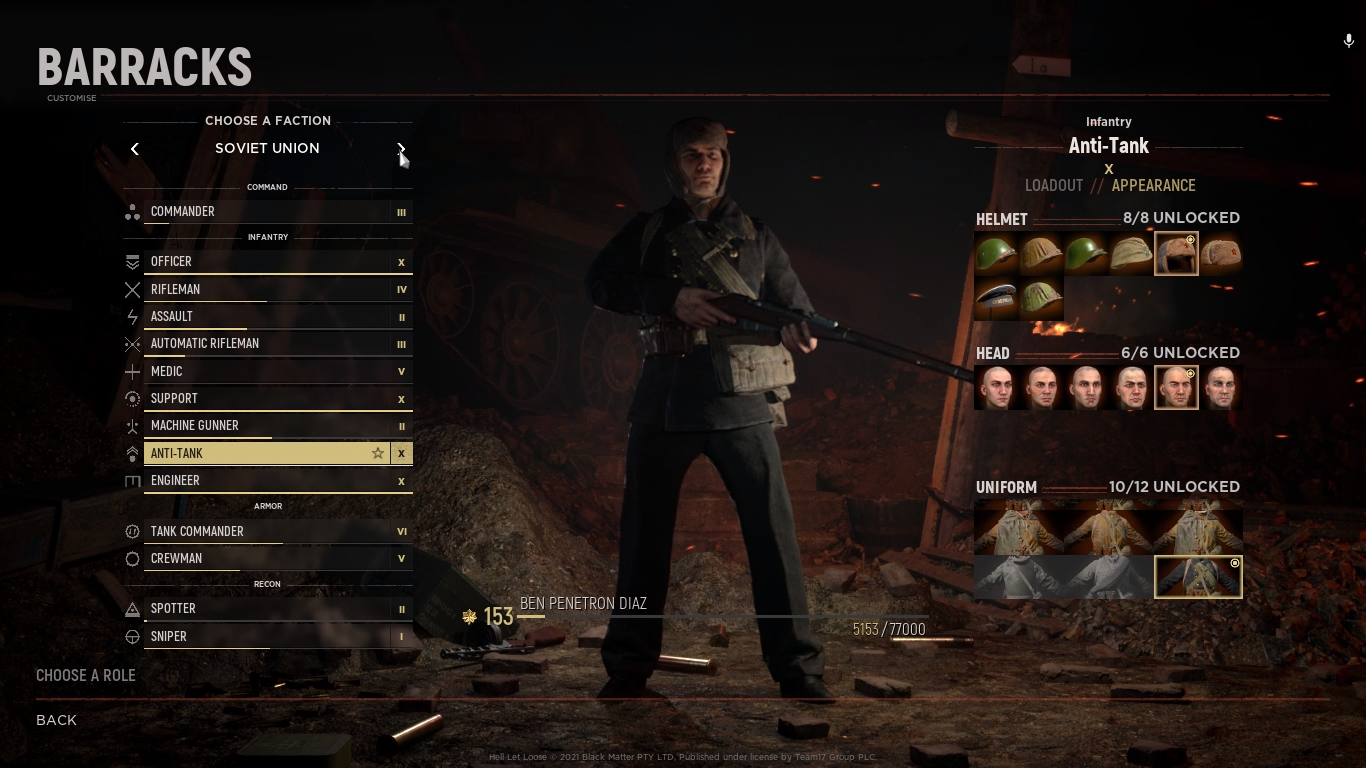 BARRACKS
CUSTOMISE
CHOOSE A FACTION
SOVIET UNION
COMMAND
COMMANDER III
INFANTRY
OFFICER X
RIFLEMAN IV
ASSAULT II
AUTOMATIC RIFLEMAN III
MEDIC V
SUPPORT X
MACHINE GUNNER II
ANTI-TANK X
ENGINEER X
ARMOR
TANK COMMANDER VI
CREWMAN V
RECON
SPOTTER II
SNIPER I
CHOOSE A ROLE
BACK
153 BEN PENETRON DIAZ
5153/77000
Infantry
Anti-Tank
X
LOADOUT // APPEARANCE
HELMET 8/8 UNLOCKED
HEAD 6/6 UNLOCKED
UNIFORM 10/12 UNLOCKED
Hell Let Loose © 2021 Black Matter PTY LTD, Published under license by Team17 Group PLC.